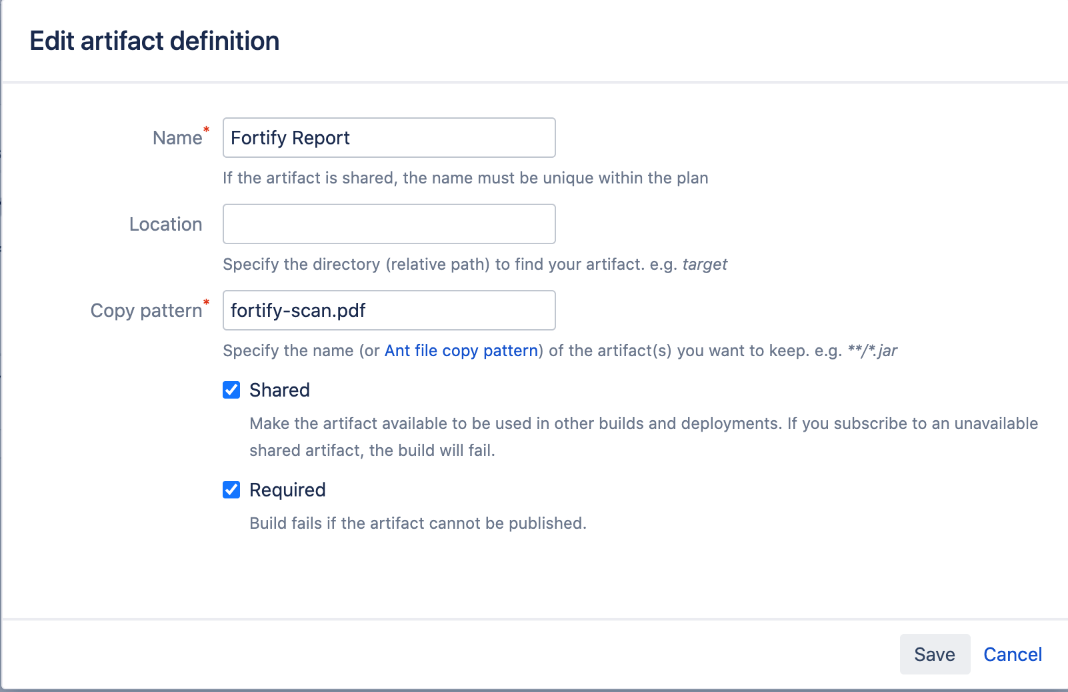 Edit artifact definition
Name*
Fortify Report
If the artifact is shared, the name must be unique within the plan
Location
Specify the directory (relative path) to find your artifact. e.g. target
Copy pattern*
fortify-scan.pdf
Specify the name (or Ant file copy pattern) of the artifact(s) you want to keep. e.g. **/*.jar
Shared
Make the artifact available to be used in other builds and deployments. If you subscribe to an unavailable
shared artifact, the build will fail.
Required
Build fails if the artifact cannot be published.
Save Cancel